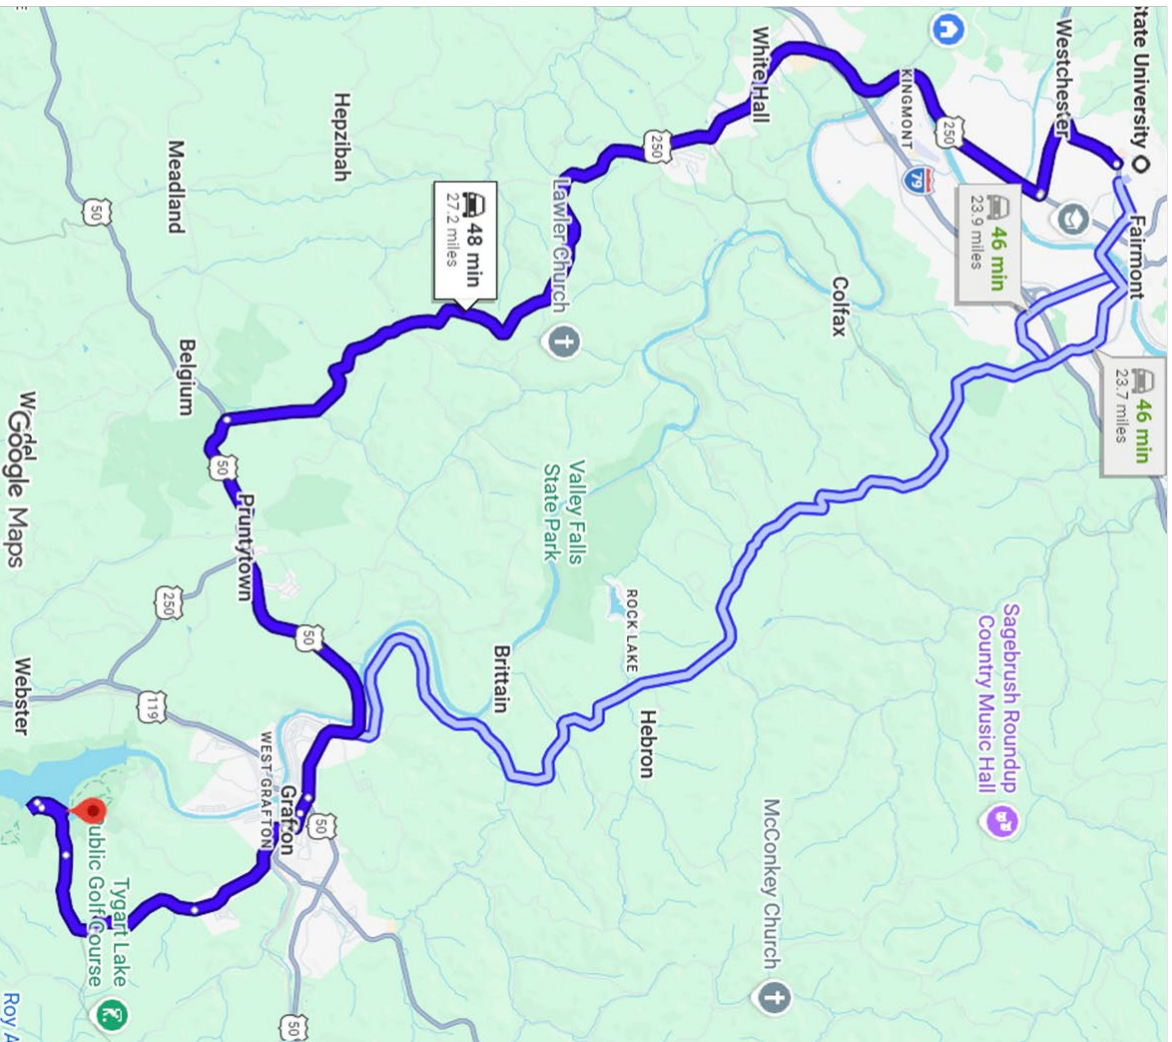 State University
Fairmont
46 min
23.7 miles
Westchester
Sagebrush Roundup
Country Music Hall
46 min
23.9 miles
250
79
KINGMONT
Colfax
McConkey Church
White Hall
250
Hebron
ROCK LAKE
Valley Falls
State Park
Lawler Church
Brittain
48 min
27.2 miles
Hepzibah
50
50
50
Grafton
WEST GRAFTON
Pruntytown
50
Belgium
Meadland
250
119
Tygart Lake
ublic Golf Course
50
Webster
Google Maps
Roy A